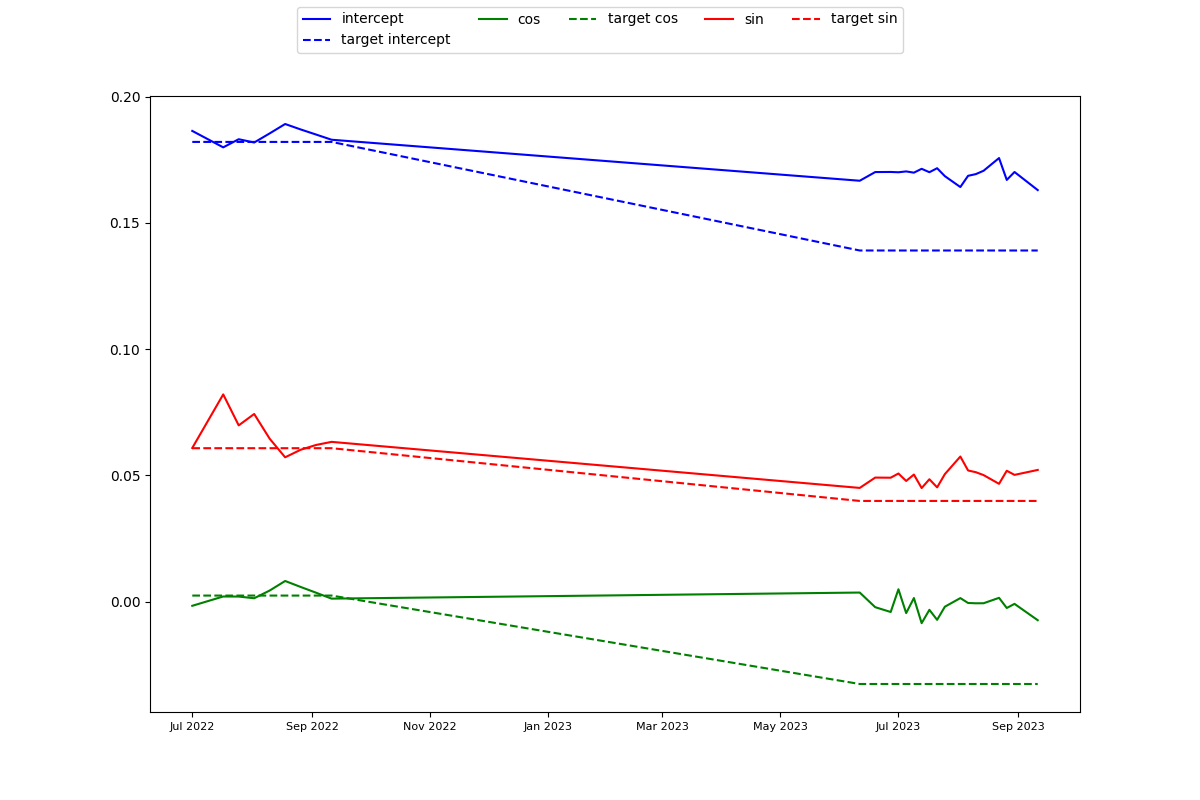 intercept cos target cos sin target sin
target intercept
0.20
0.15
0.10
0.05
0.00
Jul 2022 Sep 2022 Nov 2022 Jan 2023 Mar 2023 May 2023 Jul 2023 Sep 2023